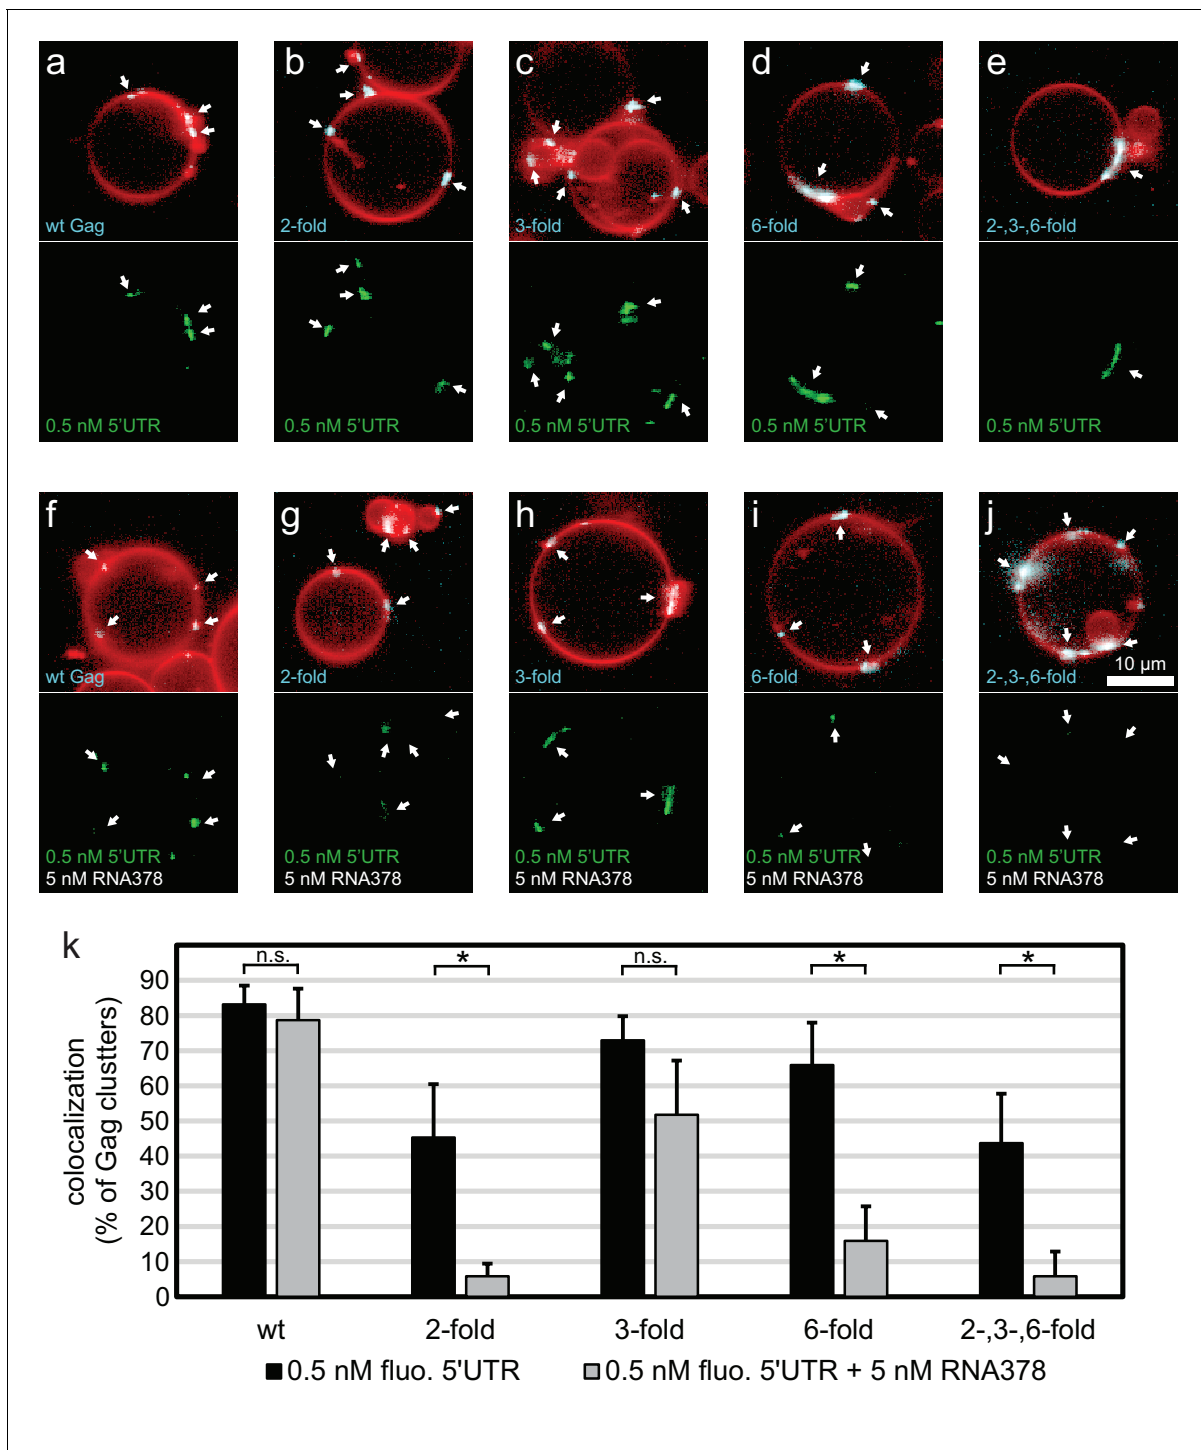 a
wt Gag
0.5 nM 5'UTR
b
2-fold
0.5 nM 5'UTR
c
3-fold
0.5 nM 5'UTR
d
6-fold
0.5 nM 5'UTR
e
2-,3-,6-fold
0.5 nM 5'UTR
f
wt Gag
0.5 nM 5'UTR
5 nM RNA378
g
2-fold
0.5 nM 5'UTR
5 nM RNA378
h
3-fold
0.5 nM 5'UTR
5 nM RNA378
i
6-fold
0.5 nM 5'UTR
5 nM RNA378
j
10 µm
2-,3-,6-fold
0.5 nM 5'UTR
5 nM RNA378
k
colocalization
(% of Gag clustters)
90
80
70
60
50
40
30
20
10
0
n.s.
*
n.s.
*
*
wt
2-fold
3-fold
6-fold
2-,3-,6-fold
0.5 nM fluo. 5'UTR
0.5 nM fluo. 5'UTR + 5 nM RNA378